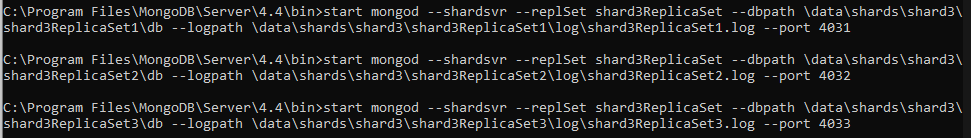 C:\Program Files\MongoDB\Server\4.4\bin>start mongod --shardsvr --replSet shard3ReplicaSet --dbpath \data\shards\shard3\
shard3ReplicaSet1\db --logpath \data\shards\shard3\shard3ReplicaSet1\log\shard3ReplicaSet1.log --port 4031
C:\Program Files\MongoDB\Server\4.4\bin>start mongod --shardsvr --replSet shard3ReplicaSet --dbpath \data\shards\shard3\
shard3ReplicaSet2\db --logpath \data\shards\shard3\shard3ReplicaSet2\log\shard3ReplicaSet2.log --port 4032
C:\Program Files\MongoDB\Server\4.4\bin>start mongod --shardsvr --replSet shard3ReplicaSet --dbpath \data\shards\shard3\
shard3ReplicaSet3\db --logpath \data\shards\shard3\shard3ReplicaSet3\log\shard3ReplicaSet3.log --port 4033